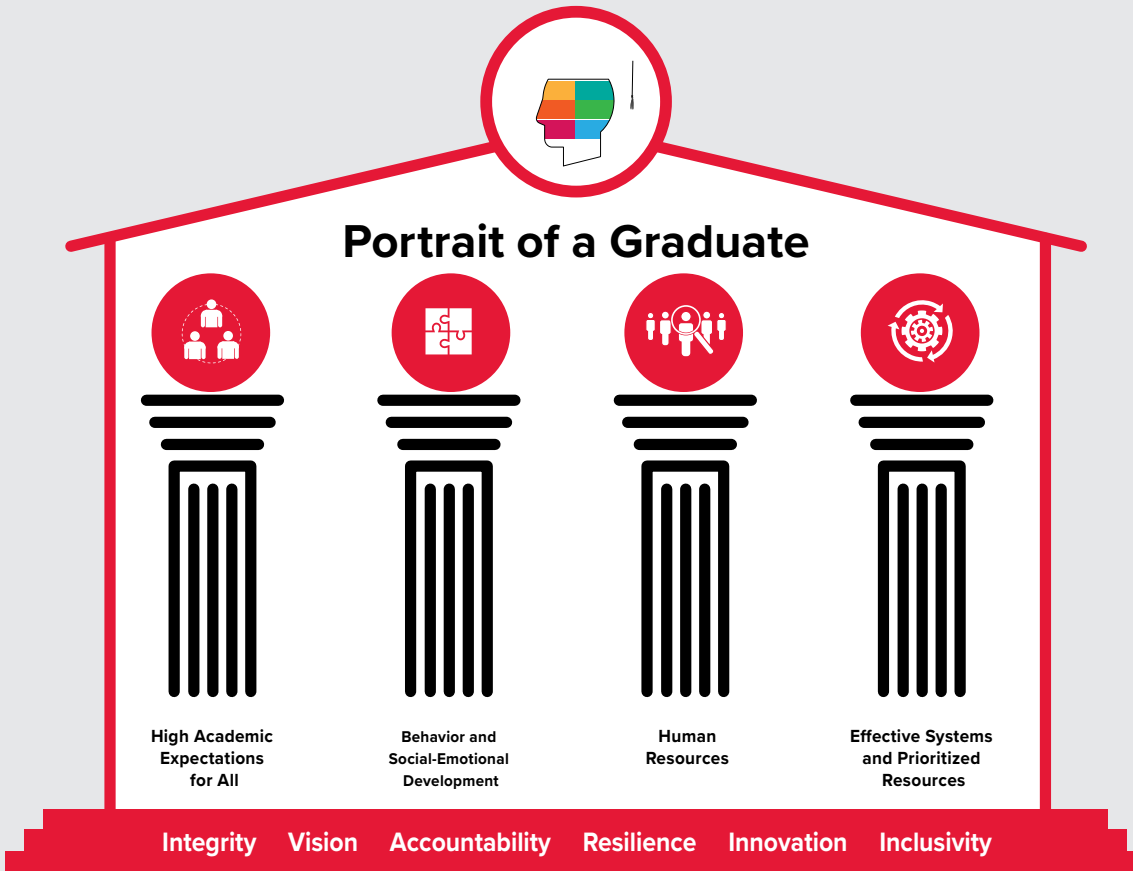 Portrait of a Graduate
High Academic
Expectations
for All
Behavior and
Social-Emotional
Development
Human
Resources
Effective Systems
and Prioritized
Resources
Integrity Vision Accountability Resilience Innovation Inclusivity